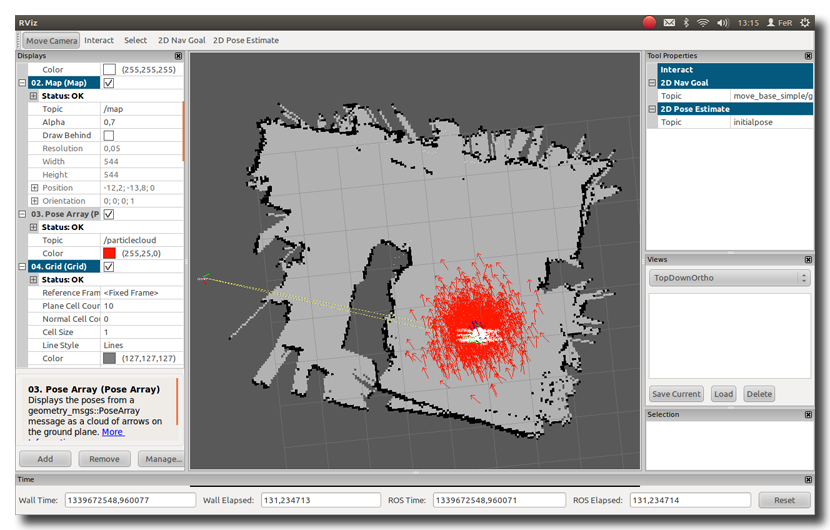 RViz
13:15 FeR
Move Camera Interact Select 2D Nav Goal 2D Pose Estimate
Displays
Color (255,255,255)
02. Map (Map)
Status: OK
Topic /map
Alpha 0,7
Draw Behind
Resolution 0,05
Width 544
Height 544
Position -12,2; -13,8; 0
Orientation 0; 0; 0; 1
03. Pose Array (P
Status: OK
Topic /particlecloud
Color (255,25,0)
04. Grid (Grid)
Status: OK
Reference Fram <Fixed Frame>
Plane Cell Cour 10
Normal Cell Co 0
Cell Size 1
Line Style Lines
Color (127,127,127)
03. Pose Array (Pose Array)
Displays the poses from a
geometry_msgs::PoseArray
message as a cloud of arrows on
the ground plane. More
Add Remove Manage...
Tool Properties
Interact
2D Nav Goal
Topic move_base_simple/g
2D Pose Estimate
Topic initialpose
Views
TopDownOrtho
Save Current Load Delete
Selection
Time
Wall Time: 1339672548,960077 Wall Elapsed: 131,234713 ROS Time: 1339672548,960071 ROS Elapsed: 131,234714 Reset